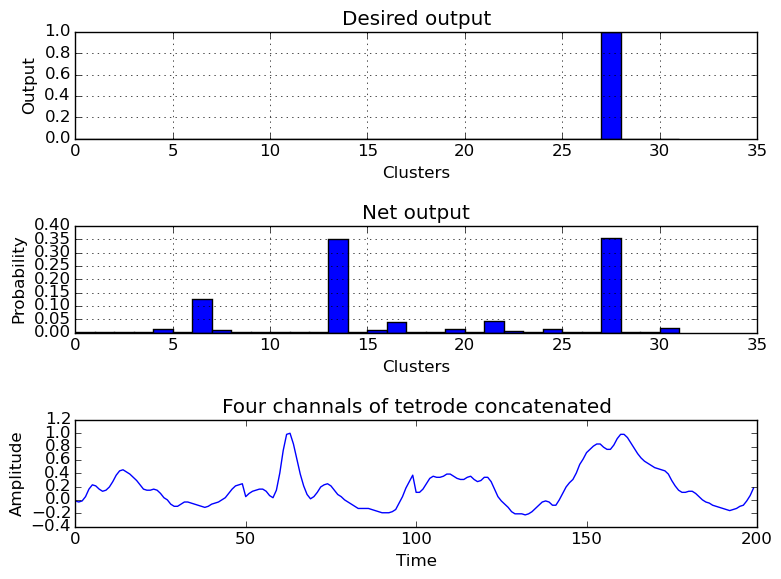 Desired output
1.0
0.8
0.6
0.4
0.2
0.0
Output
0 5 10 15 20 25 30 35
Clusters
Net output
0.40
0.35
0.30
0.25
0.20
0.15
0.10
0.05
0.00
Probability
0 5 10 15 20 25 30 35
Clusters
Four channals of tetrode concatenated
1.2
1.0
0.8
0.6
0.4
0.2
0.0
−0.2
−0.4
Amplitude
0 50 100 150 200
Time